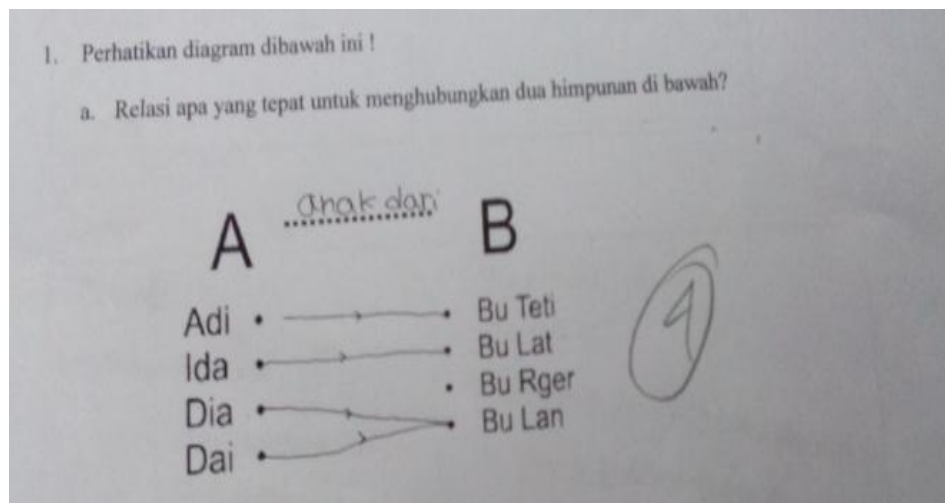 1. Perhatikan diagram dibawah ini !
a. Relasi apa yang tepat untuk menghubungkan dua himpunan di bawah?
anak dari
A B
Adi Bu Teti
Ida Bu Lat
Bu Rger
Dia Bu Lan
Dai